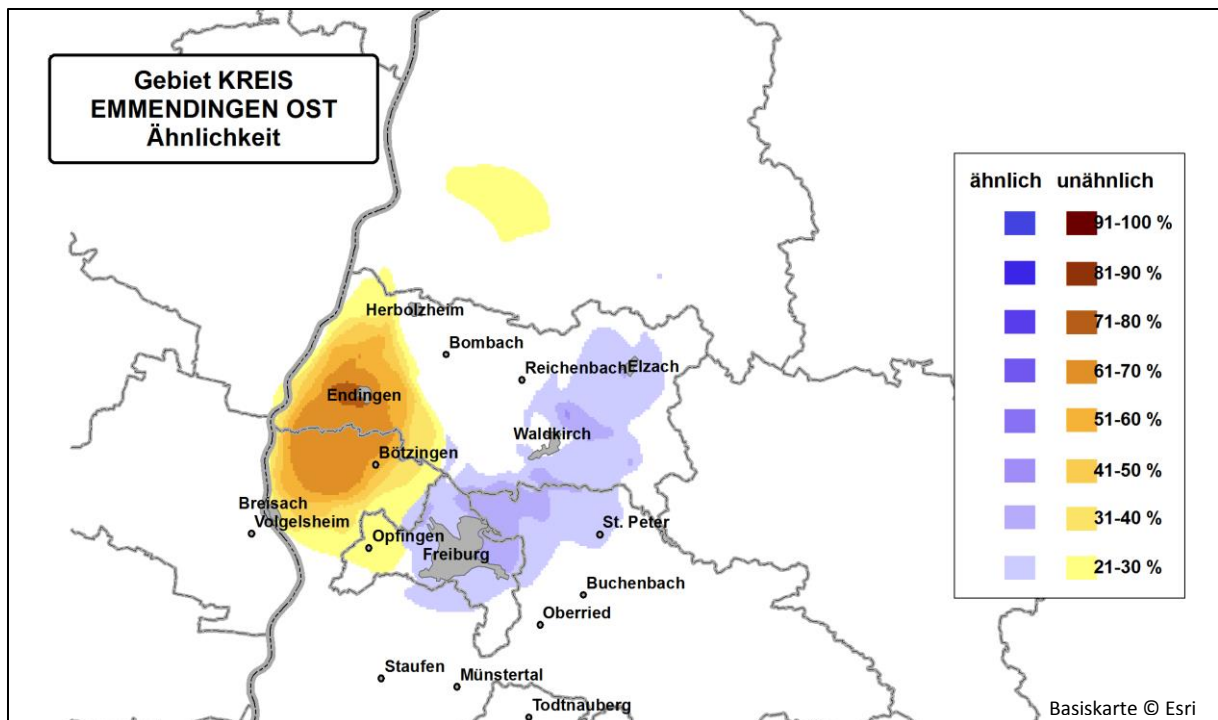 Gebiet KREIS
EMMENDINGEN OST
Ähnlichkeit
ähnlich unähnlich
91-100 %
81-90 %
71-80 %
61-70 %
51-60 %
41-50 %
31-40 %
21-30 %
Herbolzheim
Bombach
Reichenbach
Elzach
Endingen
Waldkirch
Bötzingen
Breisach
Volgelsheim
Opfingen
Freiburg
St. Peter
Buchenbach
Oberried
Staufen
Münstertal
Todtnauberg
Basiskarte © Esri